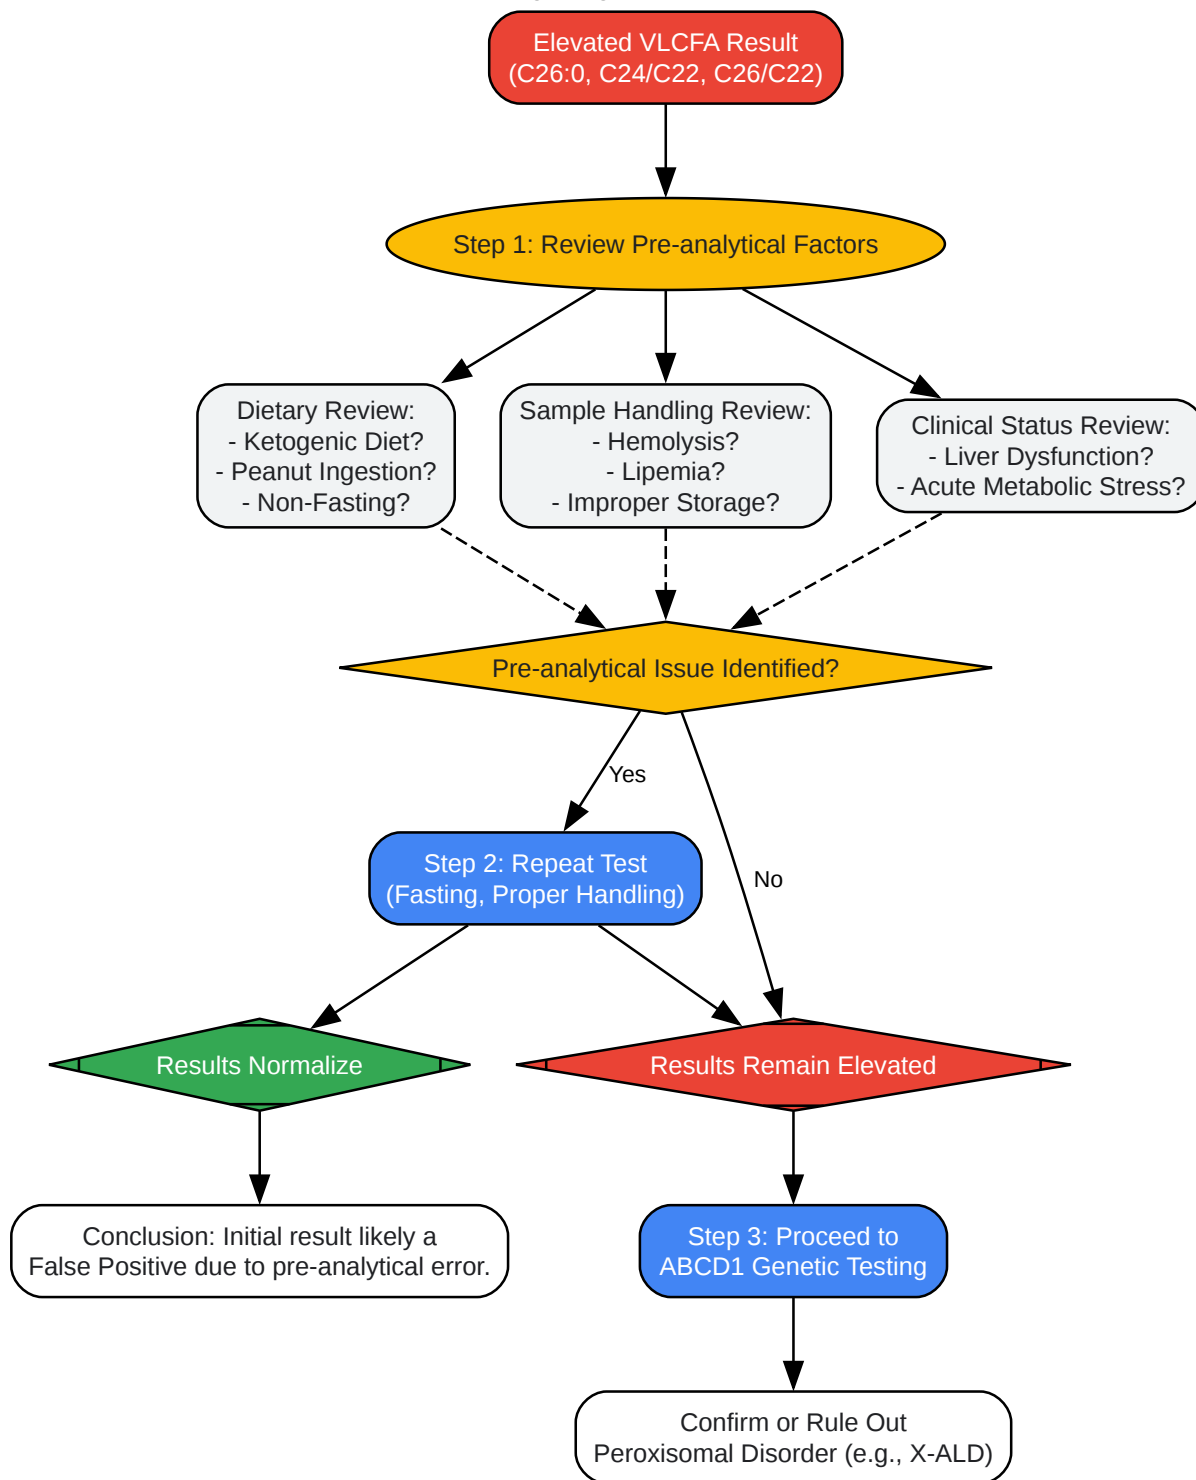 Elevated VLCFA Result
(C26:0, C24/C22, C26/C22)
Step 1: Review Pre-analytical Factors
Dietary Review:
- Ketogenic Diet?
- Peanut Ingestion?
- Non-Fasting?
Sample Handling Review:
- Hemolysis?
- Lipemia?
- Improper Storage?
Clinical Status Review:
- Liver Dysfunction?
- Acute Metabolic Stress?
Pre-analytical Issue Identified?
Yes
No
Step 2: Repeat Test
(Fasting, Proper Handling)
Results Normalize
Results Remain Elevated
Conclusion: Initial result likely a
False Positive due to pre-analytical error.
Step 3: Proceed to
ABCD1 Genetic Testing
Confirm or Rule Out
Peroxisomal Disorder (e.g., X-ALD)